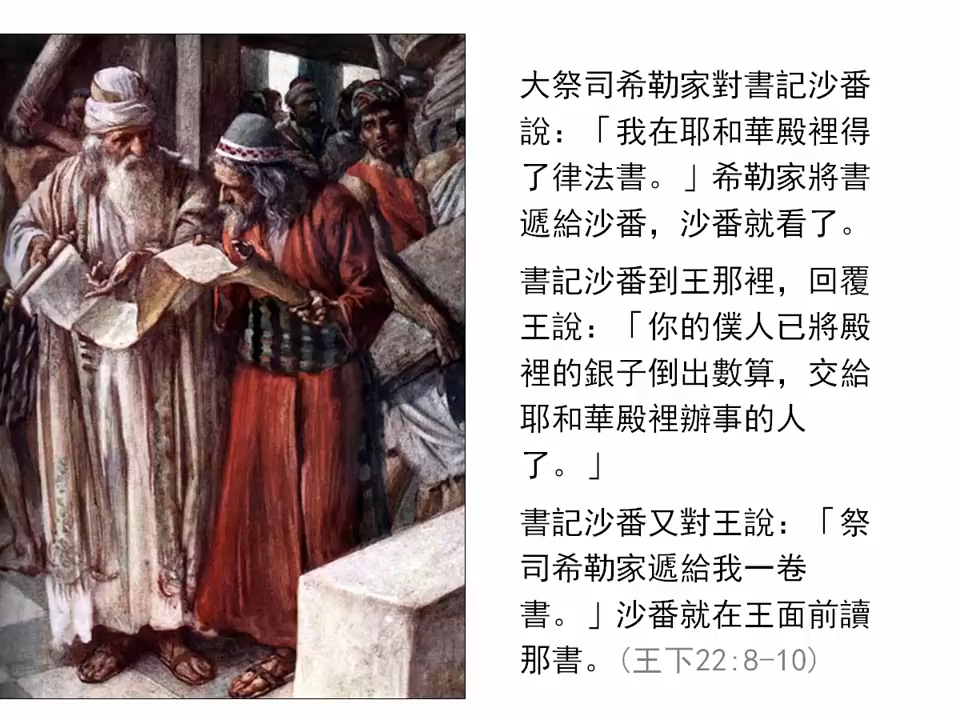 大祭司希勒家對書記沙番
說：「我在耶和華殿裡得
了律法書。」希勒家將書
遞給沙番，沙番就看了。
書記沙番到王那裡，回覆
王說：「你的僕人已將殿
裡的銀子倒出數算，交給
耶和華殿裡辦事的人
了。」
書記沙番又對王說：「祭
司希勒家遞給我一卷
書。」沙番就在王面前讀
那書。(王下22:8-10)